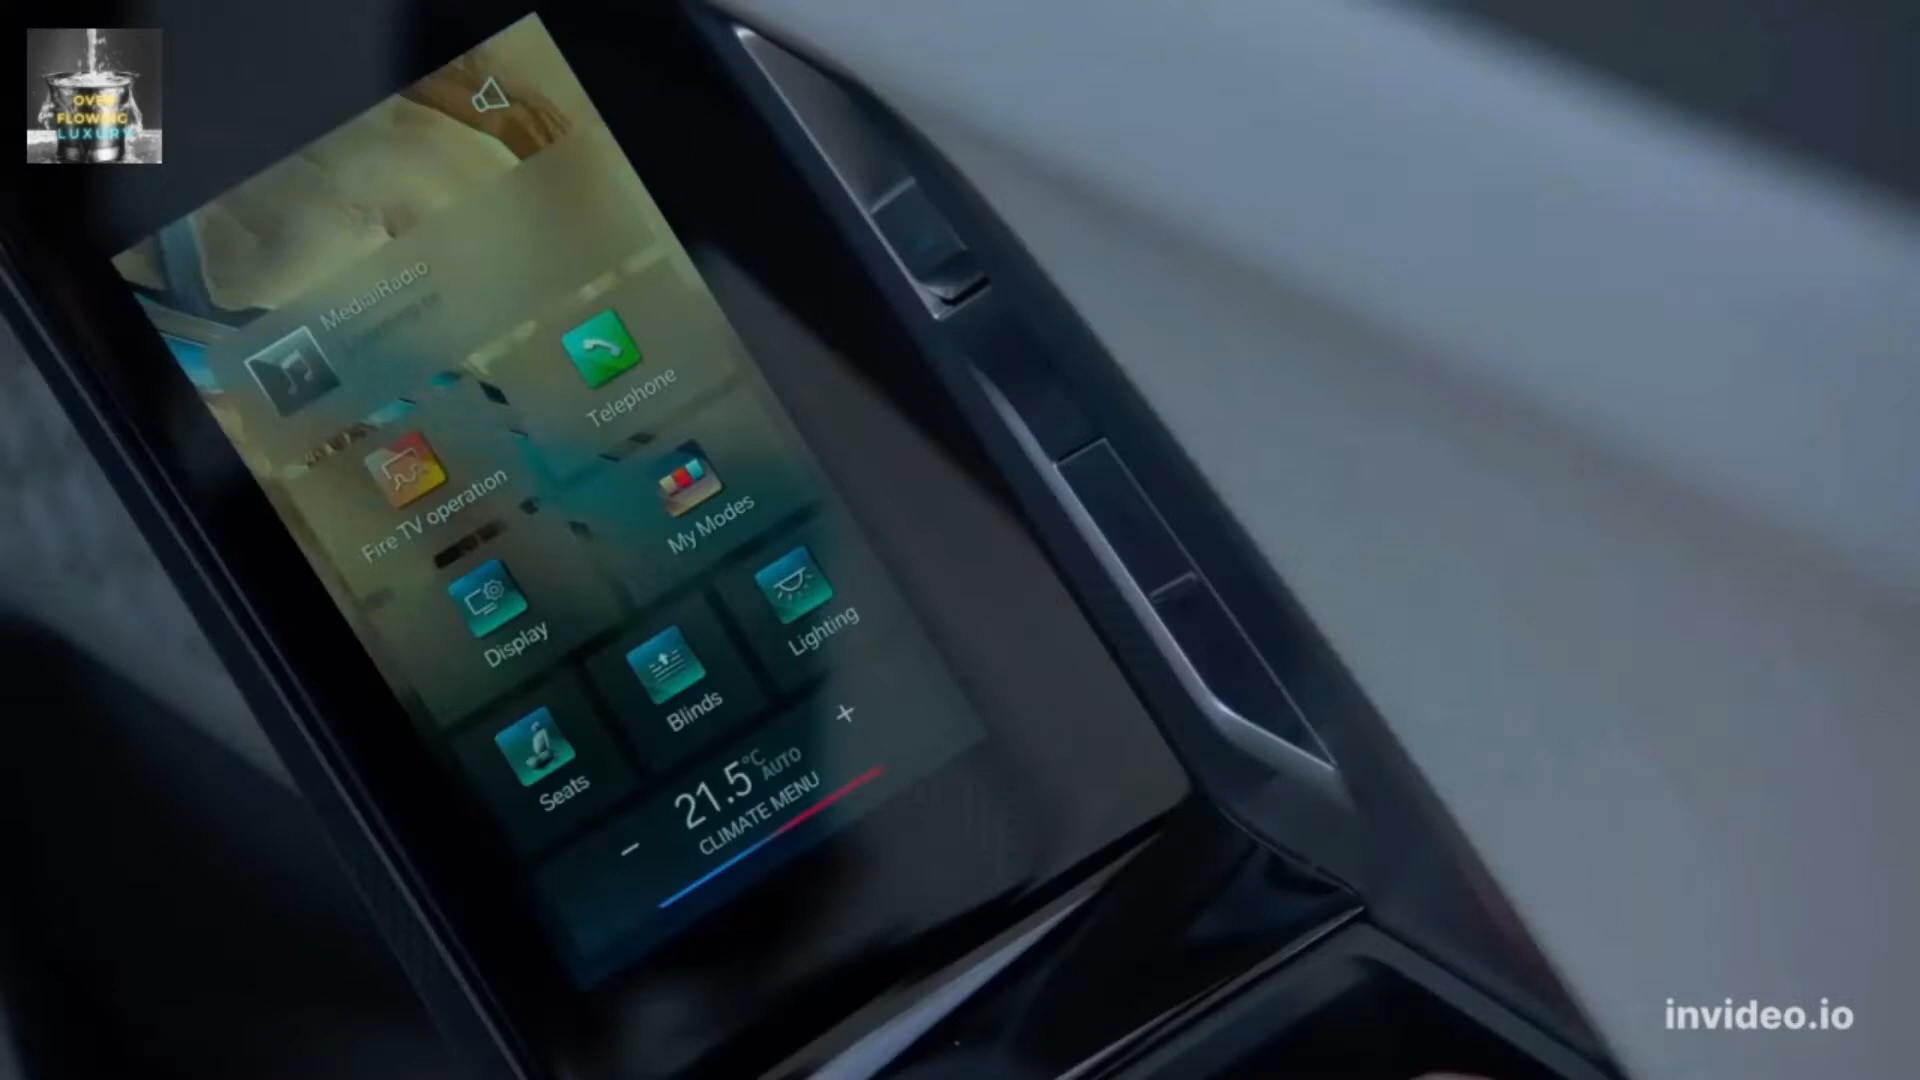 OVER
FLOWING
LUXURY
Media/Radio
Telephone
Fire TV operation
My Modes
Display
Lighting
Blinds
Seats
21.5°C AUTO
CLIMATE MENU
invideo.io